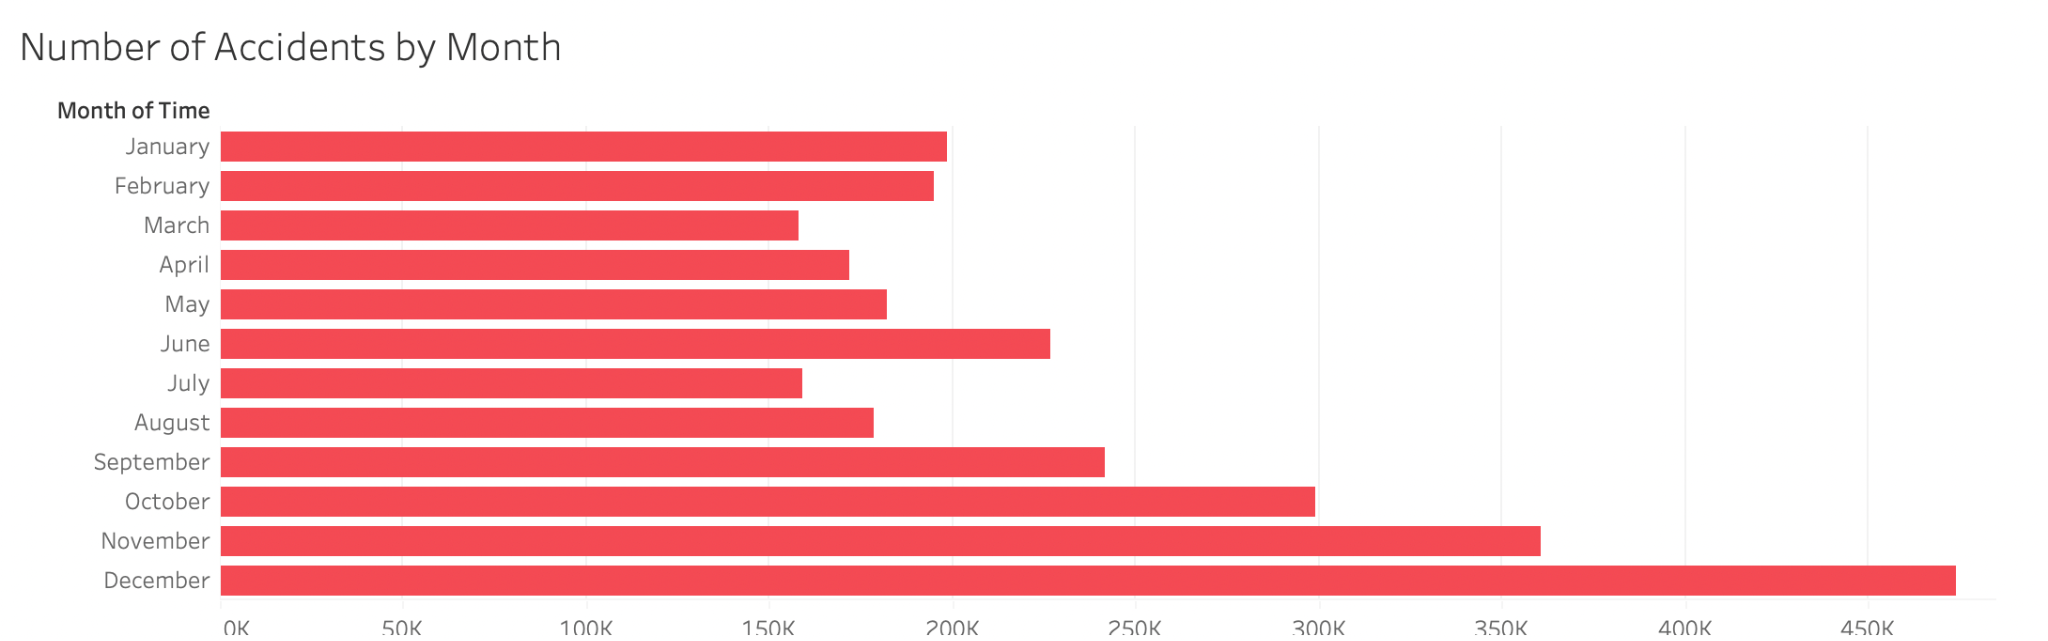 Number of Accidents by Month
Month of Time
January
February
March
April
May
June
July
August
September
October
November
December
0K 50K 100K 150K 200K 250K 300K 350K 400K 450K